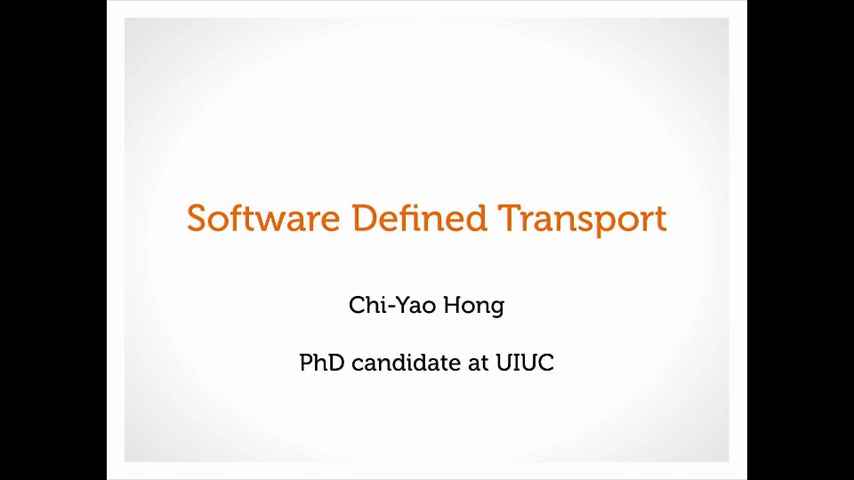 Software Defined Transport
Chi-Yao Hong
PhD candidate at UIUC